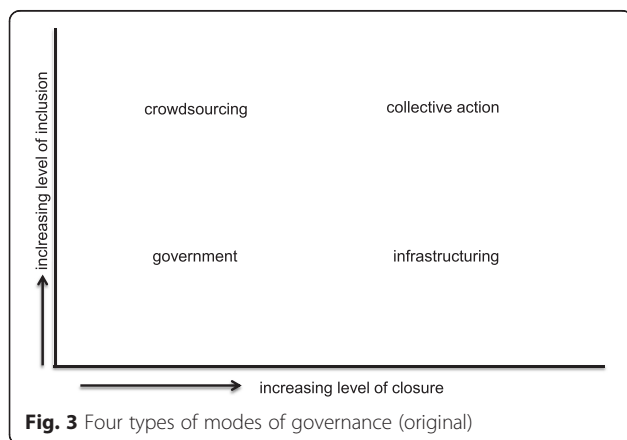 inclreasing level of inclusion
crowdsourcing
collective action
government
infrastructuring
increasing level of closure
Fig. 3 Four types of modes of governance (original)